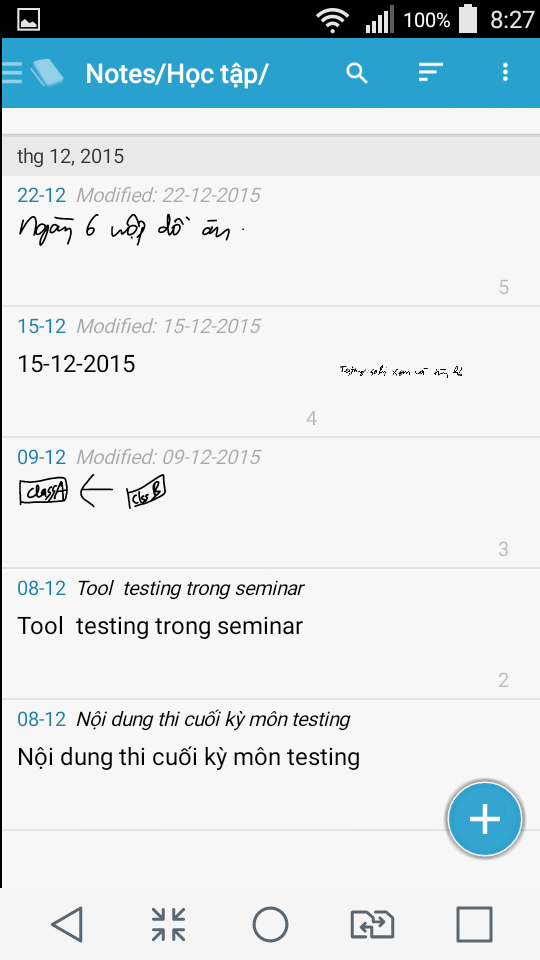 100% 8:27
Notes/Học tập/
thg 12, 2015
22-12 Modified: 22-12-2015
Ngày 6 nộp đồ án.
5
15-12 Modified: 15-12-2015
15-12-2015
4
09-12 Modified: 09-12-2015
classA class B
3
08-12 Tool testing trong seminar
Tool testing trong seminar
2
08-12 Nội dung thi cuối kỳ môn testing
Nội dung thi cuối kỳ môn testing